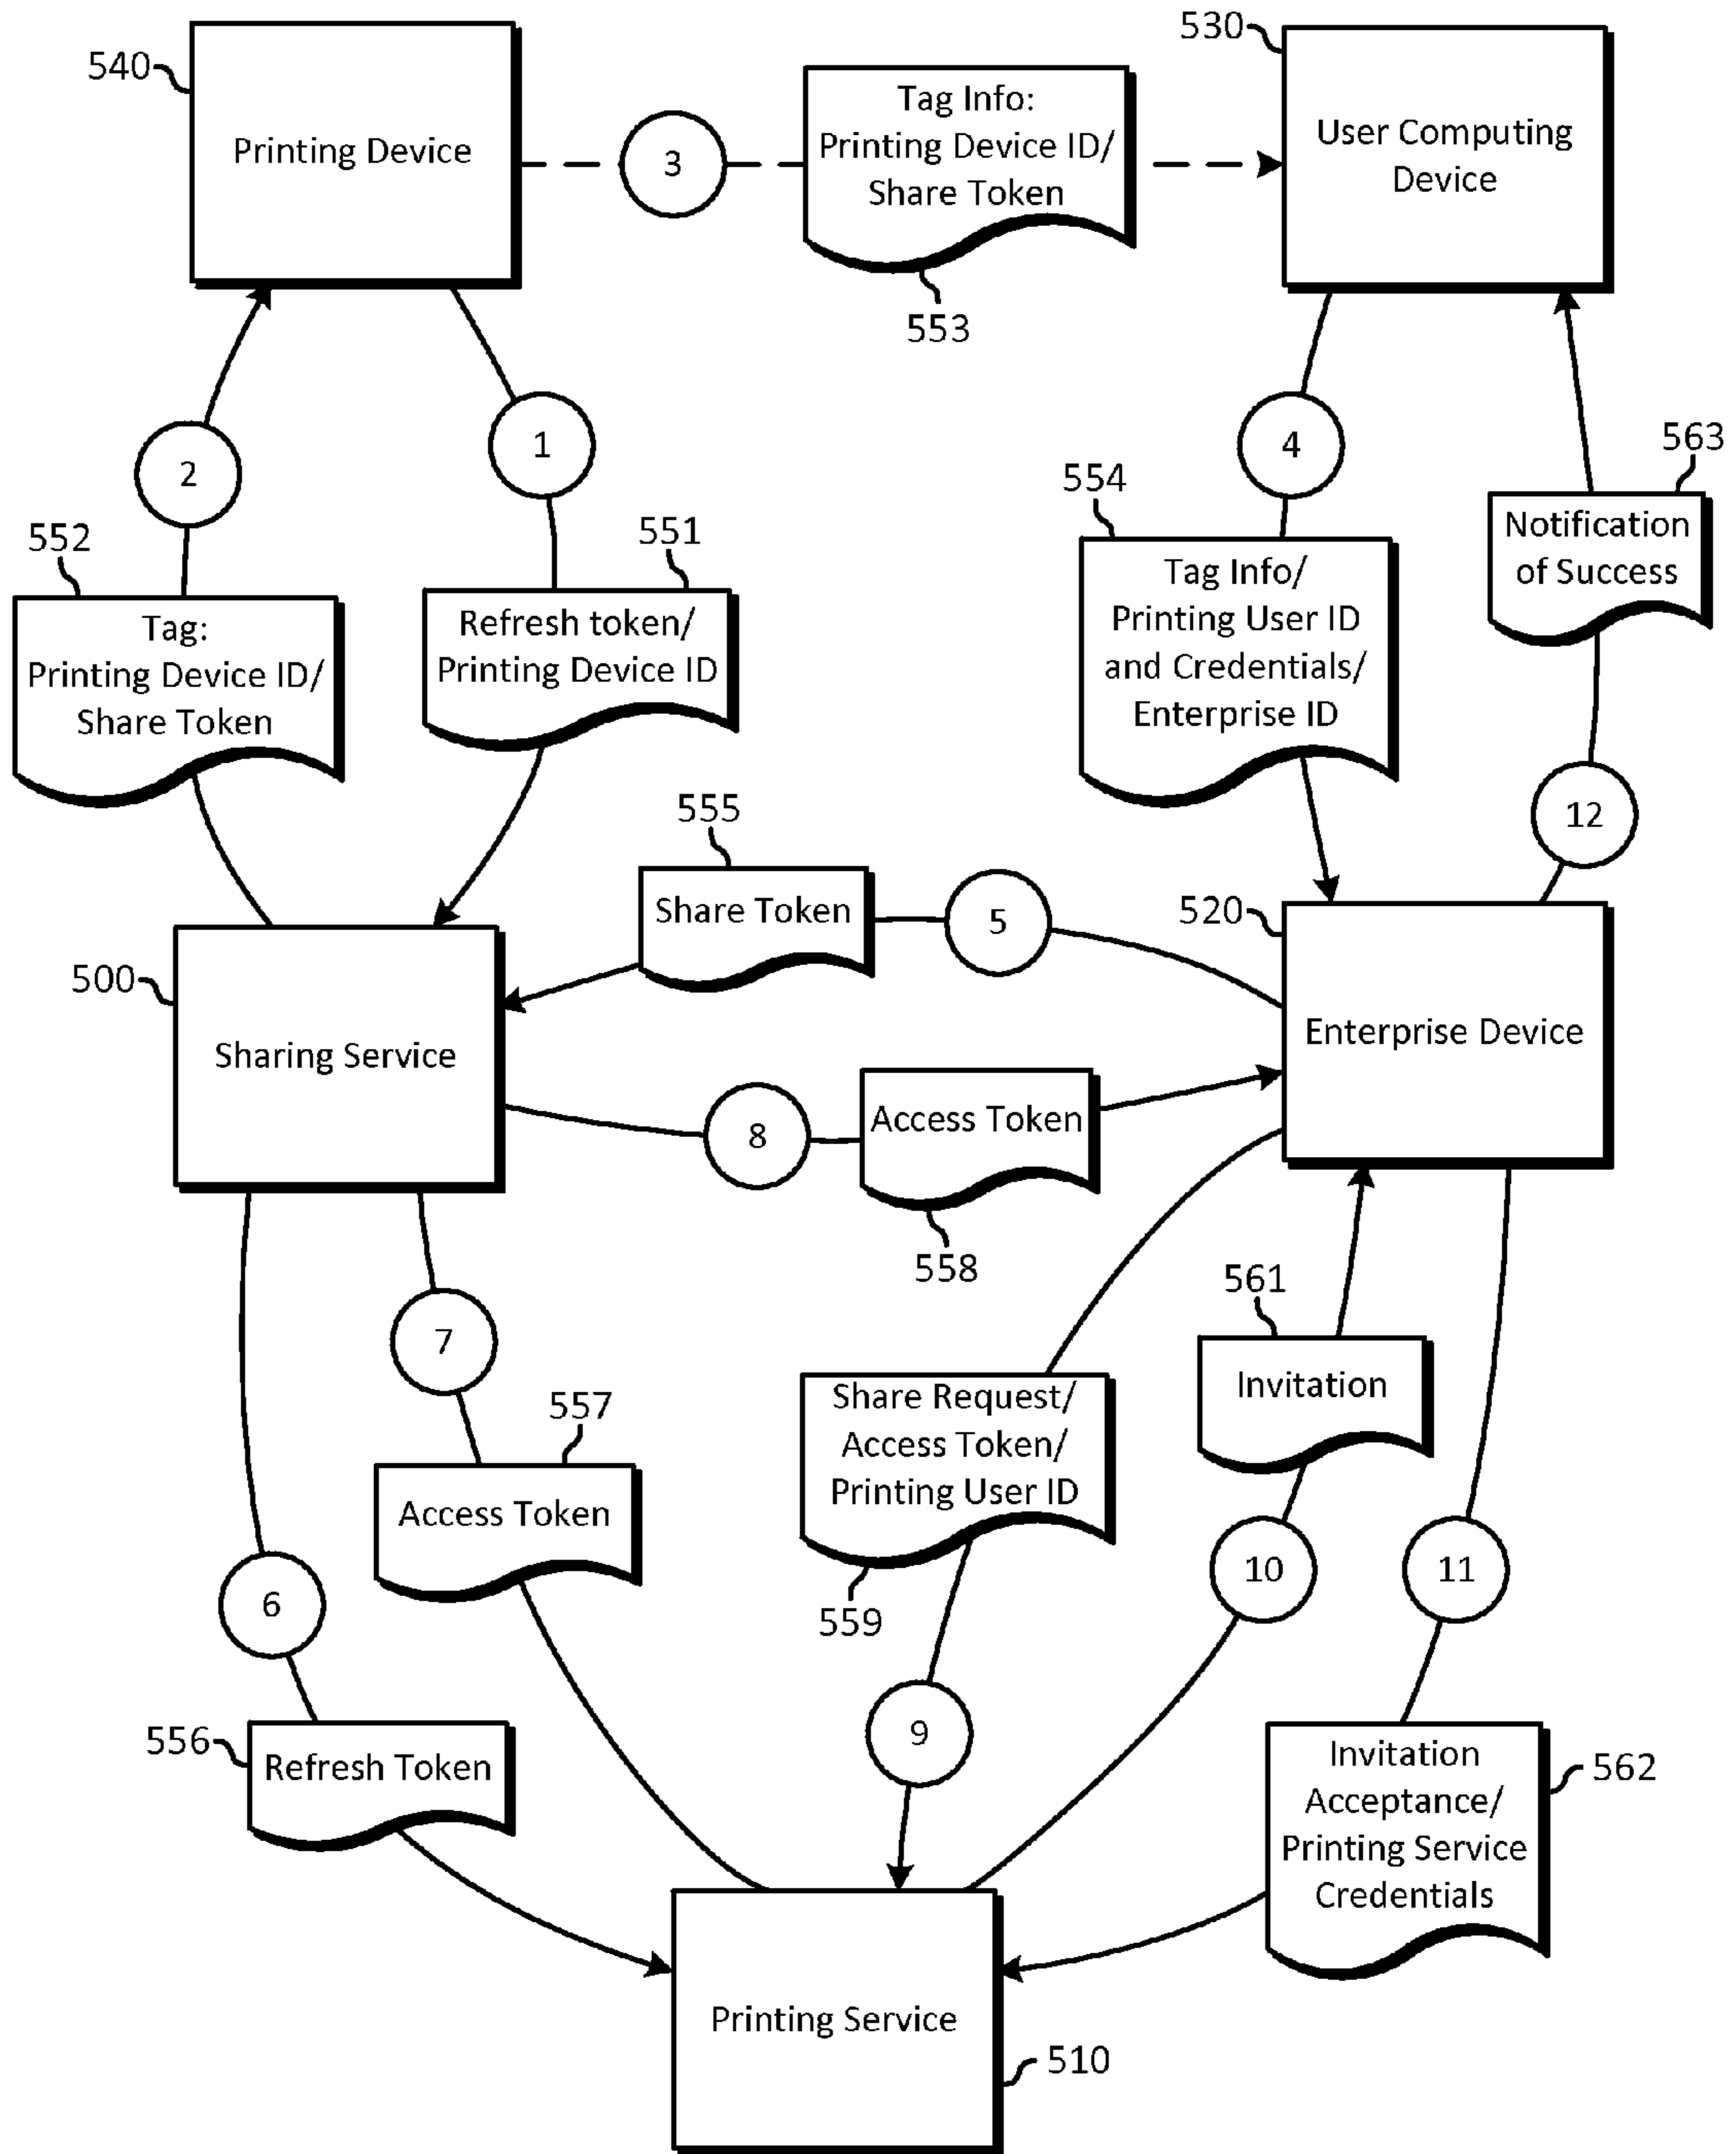 540
Printing Device
3
Tag Info:
Printing Device ID/
Share Token
553
530
User Computing
Device
2
1
4
563
Notification
of Success
552
Tag:
Printing Device ID/
Share Token
551
Refresh token/
Printing Device ID
554
Tag Info/
Printing User ID
and Credentials/
Enterprise ID
12
555
Share Token
5
520
Enterprise Device
500
Sharing Service
8
Access Token
558
7
557
Access Token
561
Invitation
Share Request/
Access Token/
Printing User ID
559
10
11
6
556
Refresh Token
9
Invitation
Acceptance/
Printing Service
Credentials
562
Printing Service
510